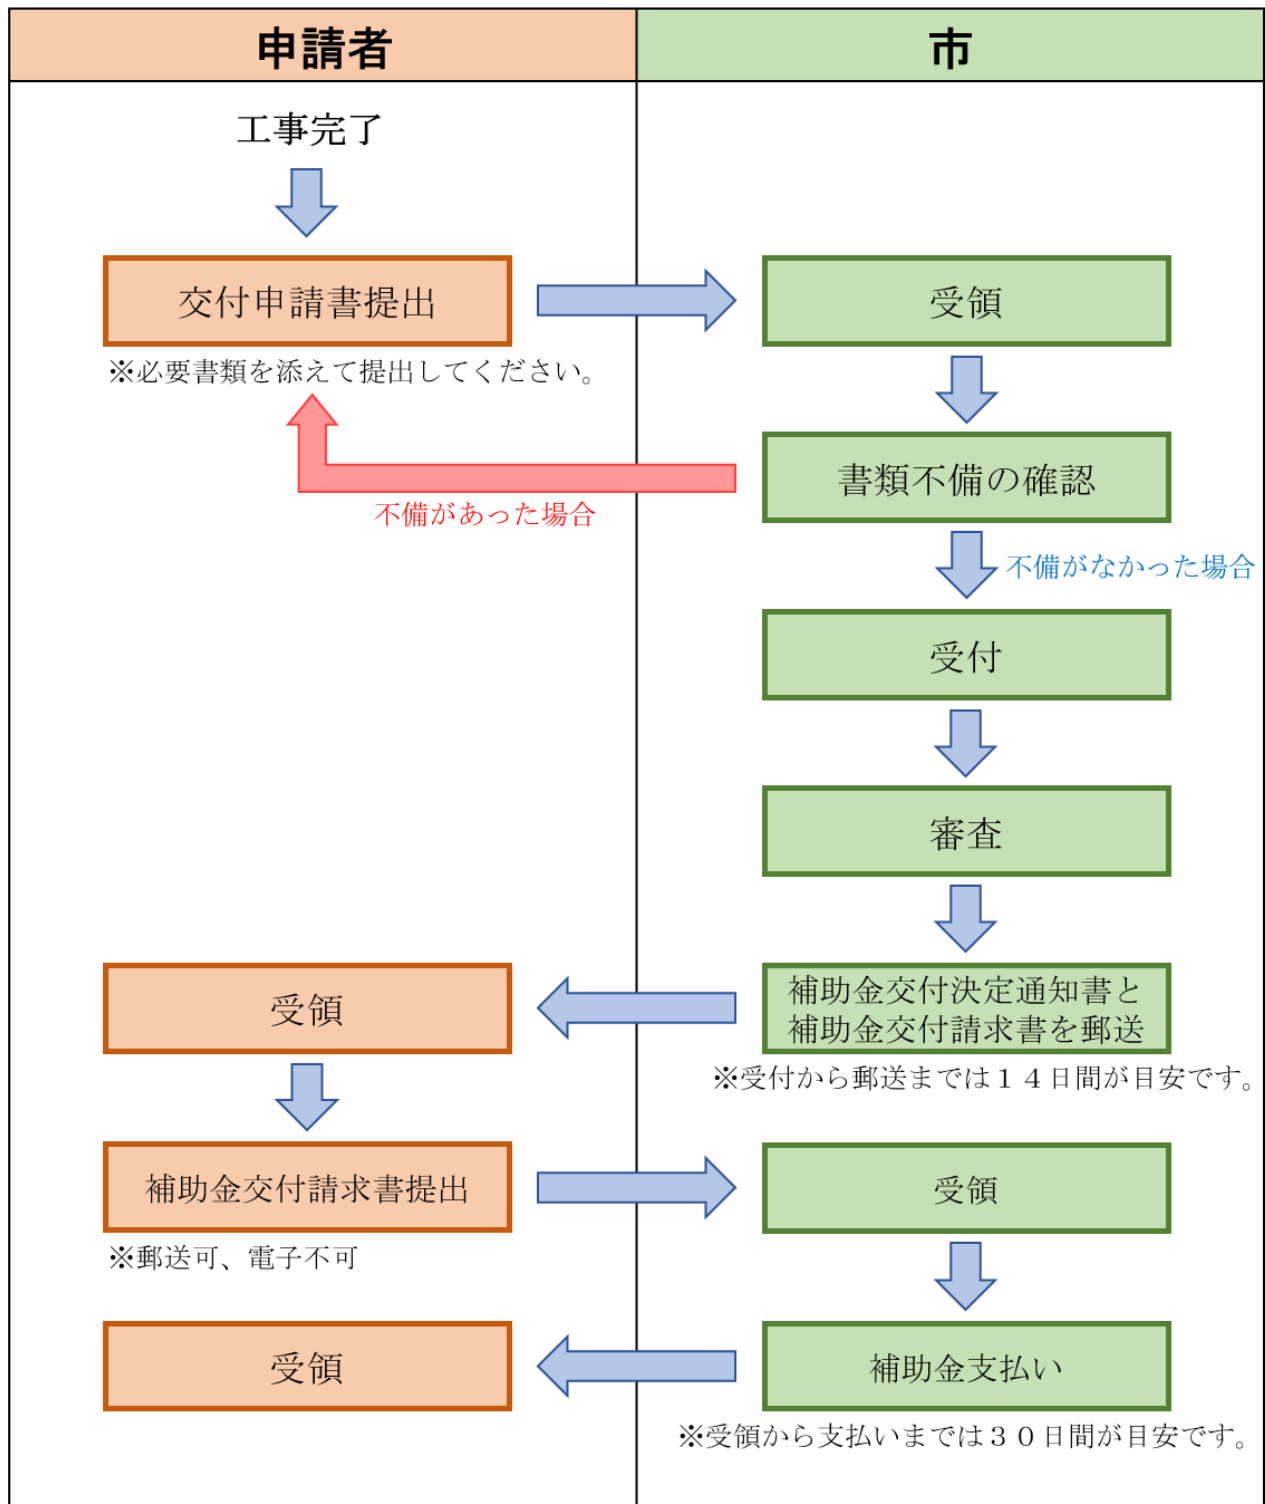 申請者
市
工事完了
交付申請書提出
受領
※必要書類を添えて提出してください。
書類不備の確認
不備があった場合
不備がなかった場合
受付
審査
受領
補助金交付決定通知書と
補助金交付請求書を郵送
※受付から郵送までは１４日間が目安です。
補助金交付請求書提出
受領
※郵送可、電子不可
受領
補助金支払い
※受領から支払いまでは３０日間が目安です。